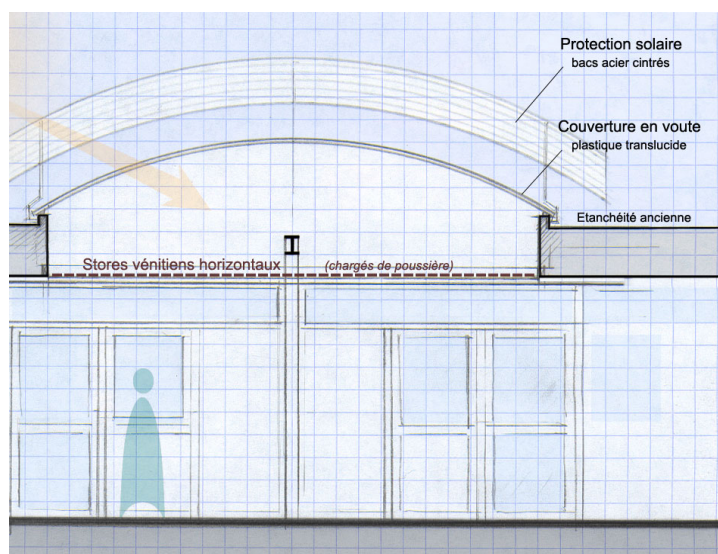 Protection solaire
bacs acier cintrés
Couverture en voute
plastique translucide
Etanchéité ancienne
Stores vénitiens horizontaux (chargés de poussière)